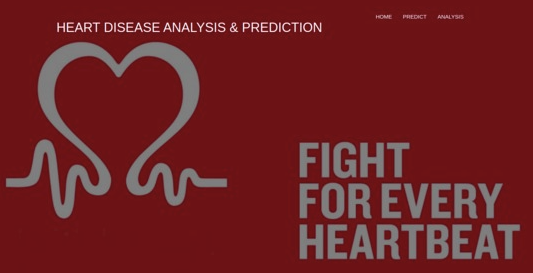 HEART DISEASE ANALYSIS & PREDICTION
HOME PREDICT ANALYSIS
FIGHT
FOR EVERY
HEARTBEAT